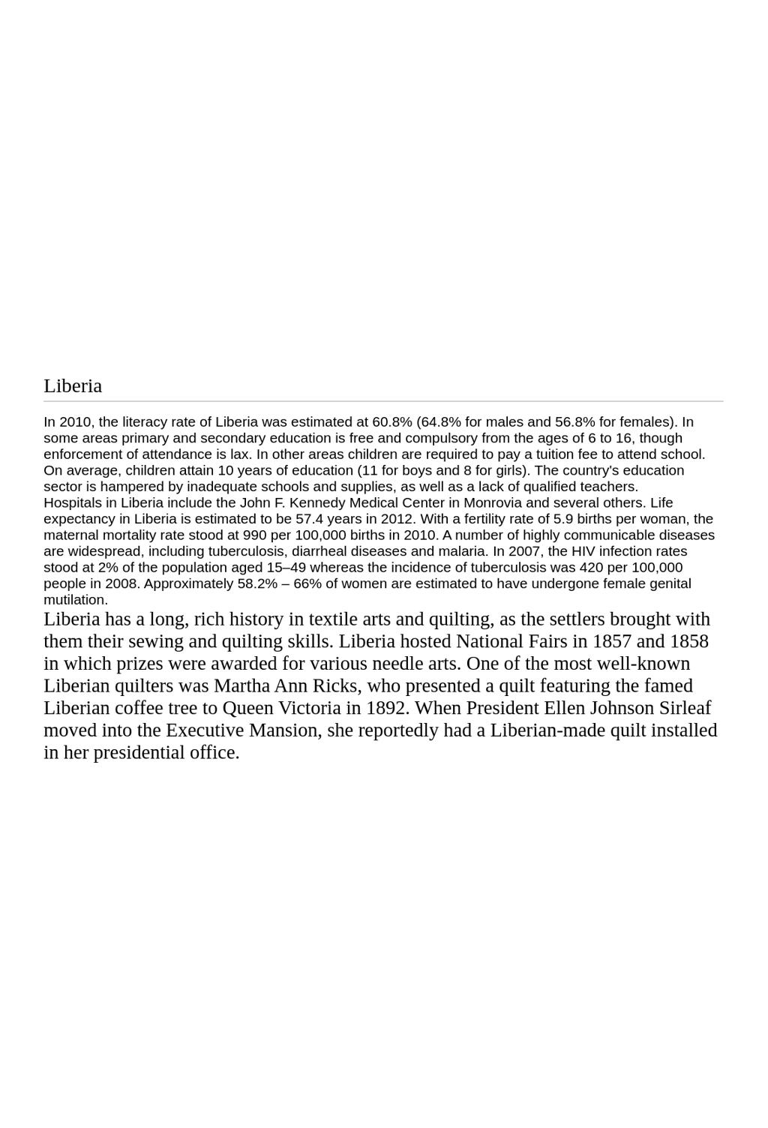 Liberia
In 2010, the literacy rate of Liberia was estimated at 60.8% (64.8% for males and 56.8% for females). In
some areas primary and secondary education is free and compulsory from the ages of 6 to 16, though
enforcement of attendance is lax. In other areas children are required to pay a tuition fee to attend school.
On average, children attain 10 years of education (11 for boys and 8 for girls). The country's education
sector is hampered by inadequate schools and supplies, as well as a lack of qualified teachers.
Hospitals in Liberia include the John F. Kennedy Medical Center in Monrovia and several others. Life
expectancy in Liberia is estimated to be 57.4 years in 2012. With a fertility rate of 5.9 births per woman, the
maternal mortality rate stood at 990 per 100,000 births in 2010. A number of highly communicable diseases
are widespread, including tuberculosis, diarrheal diseases and malaria. In 2007, the HIV infection rates
stood at 2% of the population aged 15–49 whereas the incidence of tuberculosis was 420 per 100,000
people in 2008. Approximately 58.2% – 66% of women are estimated to have undergone female genital
mutilation.
Liberia has a long, rich history in textile arts and quilting, as the settlers brought with
them their sewing and quilting skills. Liberia hosted National Fairs in 1857 and 1858
in which prizes were awarded for various needle arts. One of the most well-known
Liberian quilters was Martha Ann Ricks, who presented a quilt featuring the famed
Liberian coffee tree to Queen Victoria in 1892. When President Ellen Johnson Sirleaf
moved into the Executive Mansion, she reportedly had a Liberian-made quilt installed
in her presidential office.